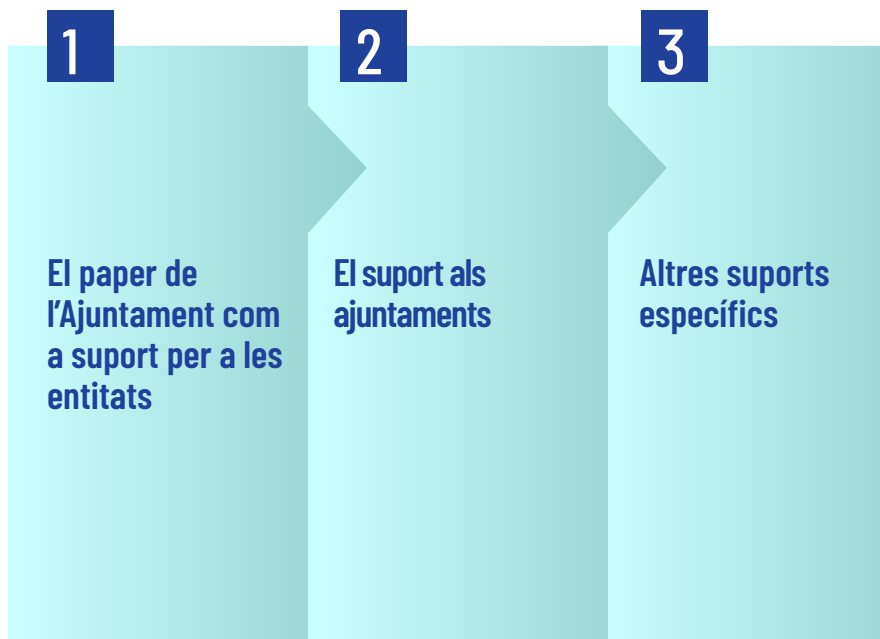 1
El paper de
l’Ajuntament com
a suport per a les
entitats
2
El suport als
ajuntaments
3
Altres suports
específics